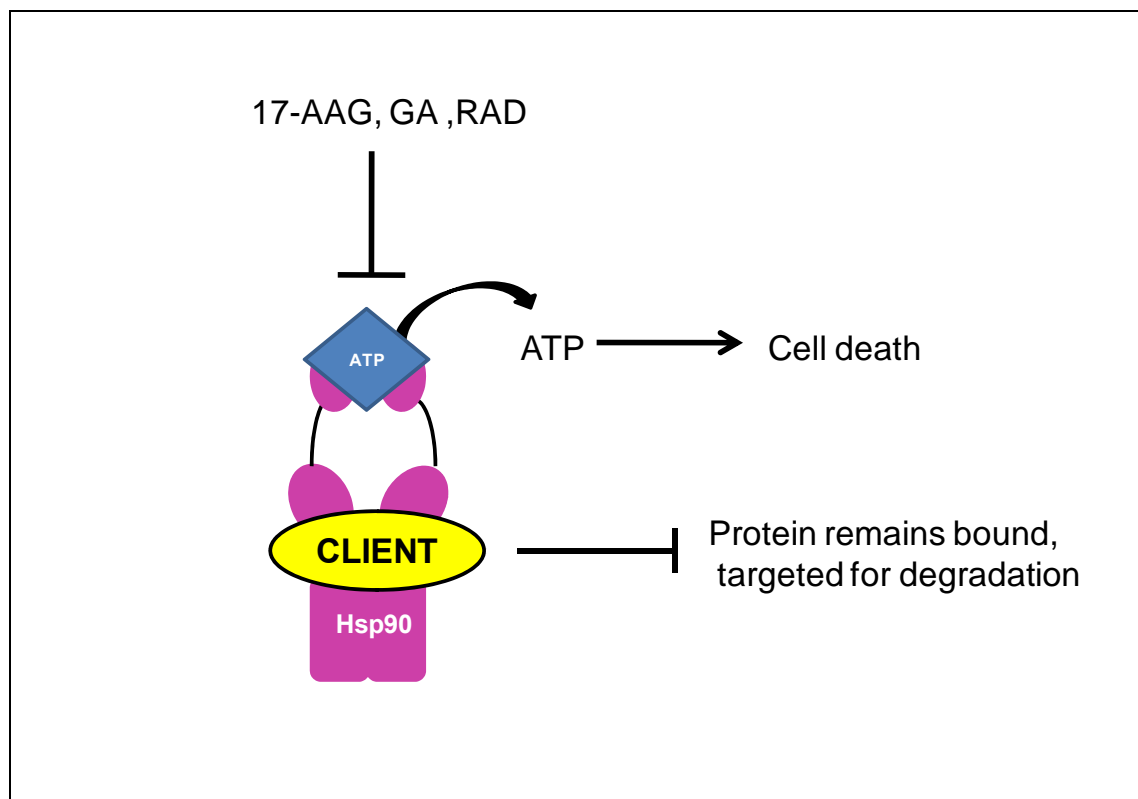 17-AAG, GA ,RAD
ATP
ATP
Cell death
CLIENT
Protein remains bound,
targeted for degradation
Hsp90